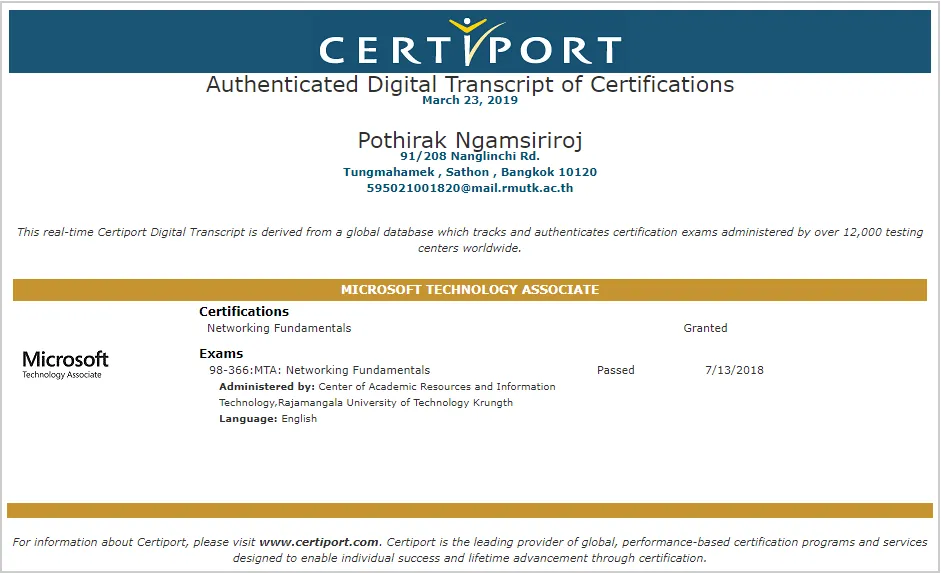 CERTIPORT
Authenticated Digital Transcript of Certifications
March 23, 2019
Pothirak Ngamsiriroj
91/208 Nanglinchi Rd.
Tungmahamek , Sathon , Bangkok 10120
595021001820@mail.rmutk.ac.th
This real-time Certiport Digital Transcript is derived from a global database which tracks and authenticates certification exams administered by over 12,000 testing
centers worldwide.
MICROSOFT TECHNOLOGY ASSOCIATE
Microsoft
Technology Associate
Certifications
Networking Fundamentals Granted
Exams
98-366:MTA: Networking Fundamentals Passed 7/13/2018
Administered by: Center of Academic Resources and Information
Technology,Rajamangala University of Technology Krungth
Language: English
For information about Certiport, please visit www.certiport.com. Certiport is the leading provider of global, performance-based certification programs and services
designed to enable individual success and lifetime advancement through certification.